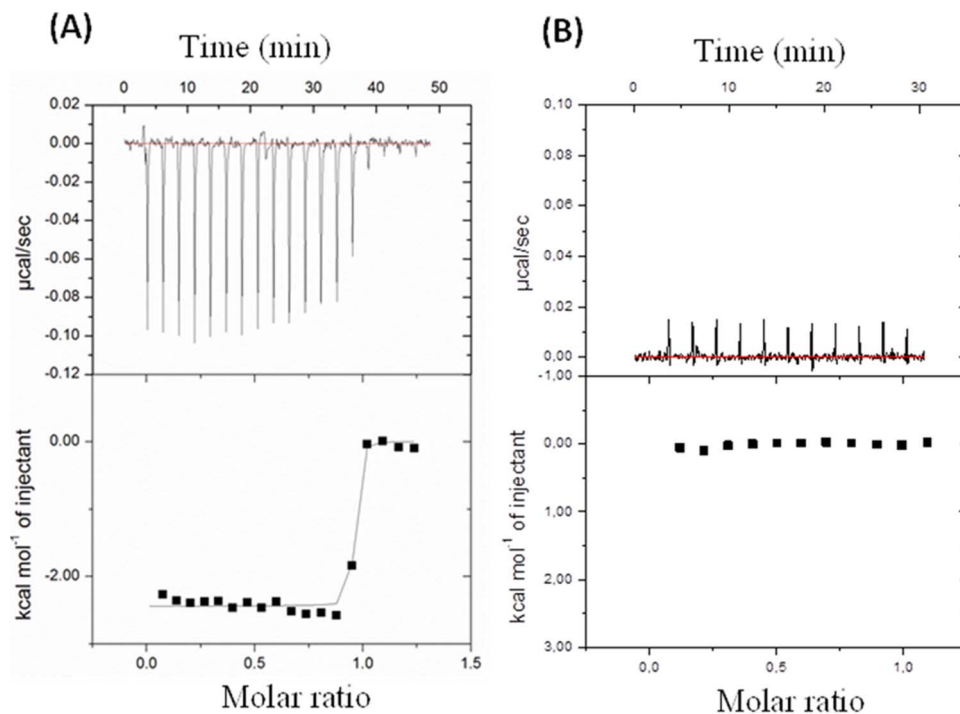 (A)
Time (min)
0 10 20 30 40 50
0.02
0.00
-0.02
-0.04
-0.06
-0.08
-0.10
-0.12
µcal/sec
0.00
-2.00
kcal mol⁻¹ of injectant
0.0 0.5 1.0 1.5
Molar ratio
(B)
Time (min)
0 10 20 30
0,10
0,08
0,06
0,04
0,02
0,00
-1,00
µcal/sec
0,00
1,00
2,00
3,00
kcal mol⁻¹ of injectant
0,0 0,5 1,0
Molar ratio